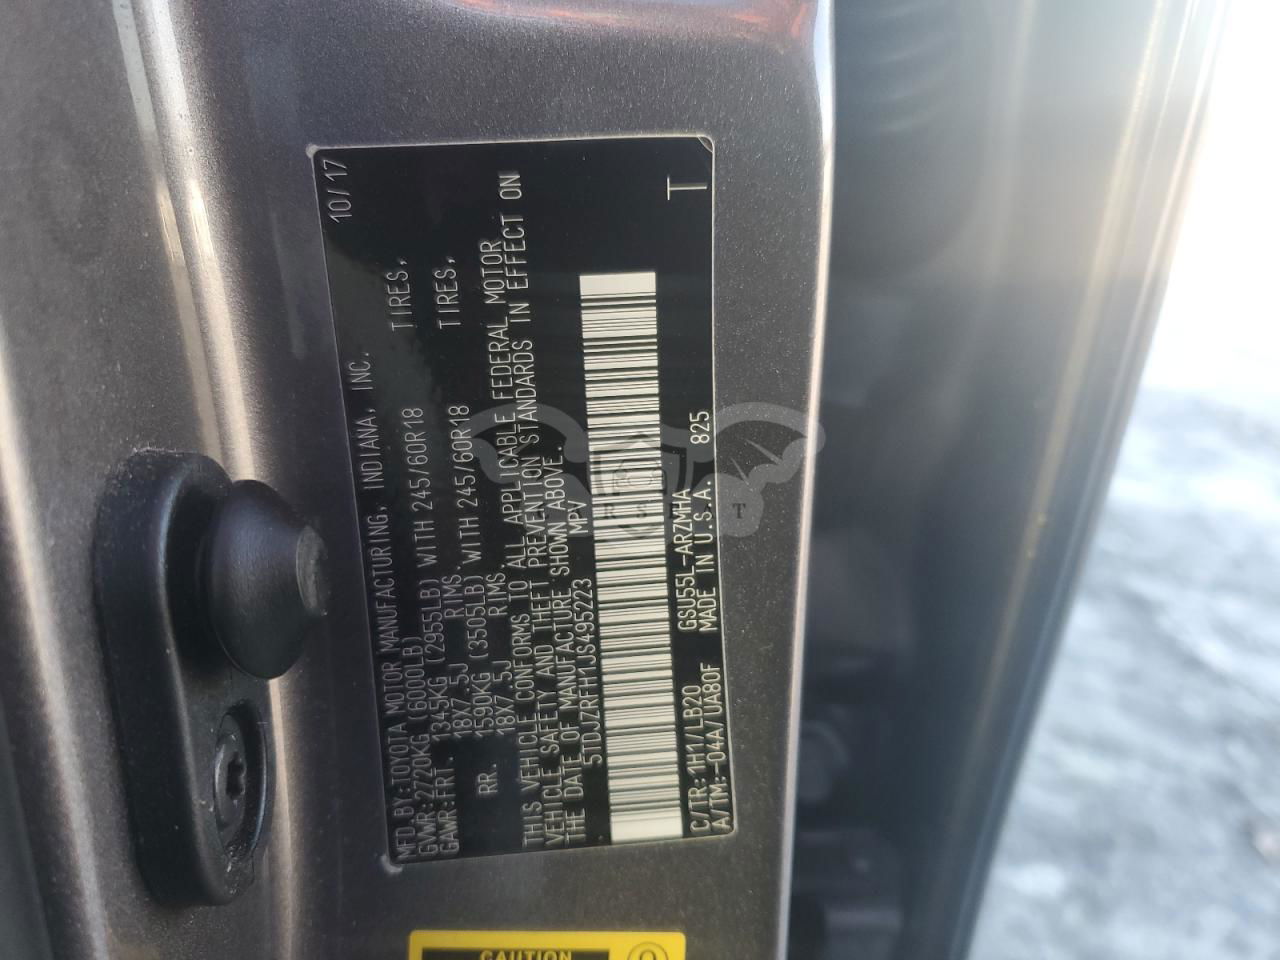 MFD.BY:TOYOTA MOTOR MANUFACTURING, INDIANA, INC. 10/17
GVWR:2720KG(6000LB)
GAWR:FRT. 1345KG (2955LB) WITH 245/60R18 TIRES,
18X7.5J RIMS,
RR. 1590KG (3505LB) WITH 245/60R18 TIRES,
18X7.5J RIMS
THIS VEHICLE CONFORMS TO ALL APPLICABLE FEDERAL MOTOR
VEHICLE SAFETY AND THEFT PREVENTION STANDARDS IN EFFECT ON
THE DATE OF MANUFACTURE SHOWN ABOVE.
5TDJZRFH1JS495223 MPV
C/TR:1H1/LB20 GSU55L-ARZMHA 825
A/TM:-04A/UA80F MADE IN U.S.A.
T
CAUTION